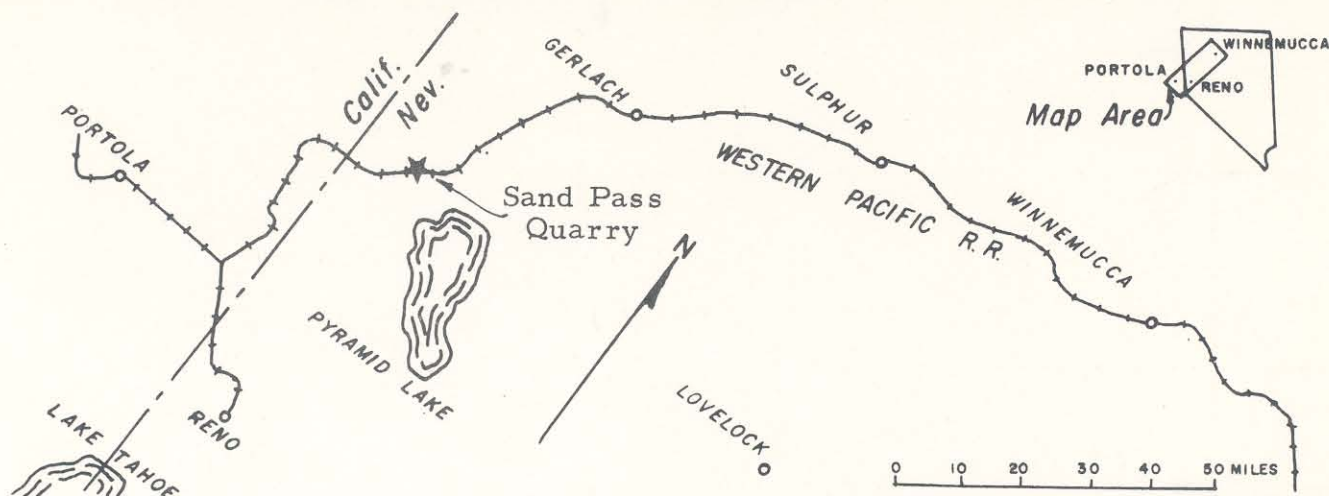 PORTOLA
Calif.
Nev.
GERLACH
SULPHUR
WINNEMUCCA
PORTOLA
RENO
Map Area
WESTERN PACIFIC R.R.
Sand Pass
Quarry
WINNEMUCCA
N
PYRAMID LAKE
LOVELOCK
RENO
LAKE TAHOE
0 10 20 30 40 50 MILES